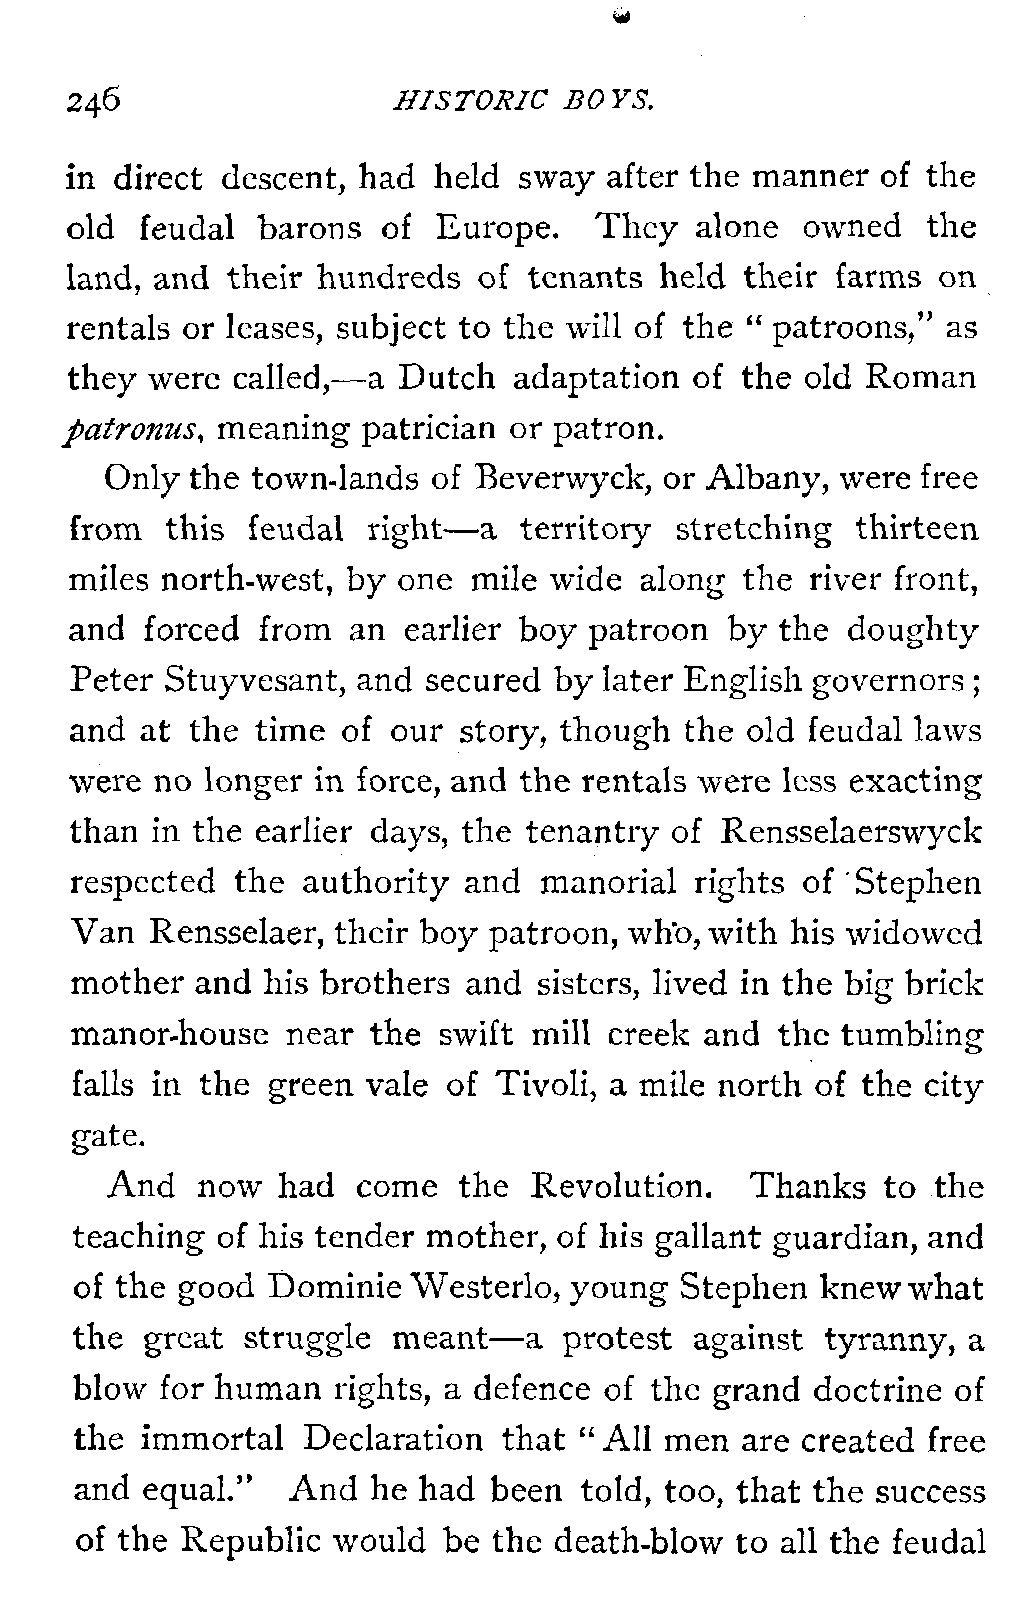 246 HISTORIC BOYS.
in direct descent, had held sway after the manner of the
old feudal barons of Europe. They alone owned the
land, and their hundreds of tenants held their farms on
rentals or leases, subject to the will of the “ patroons,” as
they were called,—a Dutch adaptation of the old Roman
patronus, meaning patrician or patron.
Only the town-lands of Beverwyck, or Albany, were free
from this feudal right—a territory stretching thirteen
miles north-west, by one mile wide along the river front,
and forced from an earlier boy patroon by the doughty
Peter Stuyvesant, and secured by later English governors ;
and at the time of our story, though the old feudal laws
were no longer in force, and the rentals were less exacting
than in the earlier days, the tenantry of Rensselaerswyck
respected the authority and manorial rights of Stephen
Van Rensselaer, their boy patroon, who, with his widowed
mother and his brothers and sisters, lived in the big brick
manor-house near the swift mill creek and the tumbling
falls in the green vale of Tivoli, a mile north of the city
gate.
And now had come the Revolution. Thanks to the
teaching of his tender mother, of his gallant guardian, and
of the good Dominie Westerlo, young Stephen knew what
the great struggle meant—a protest against tyranny, a
blow for human rights, a defence of the grand doctrine of
the immortal Declaration that “ All men are created free
and equal.” And he had been told, too, that the success
of the Republic would be the death-blow to all the feudal